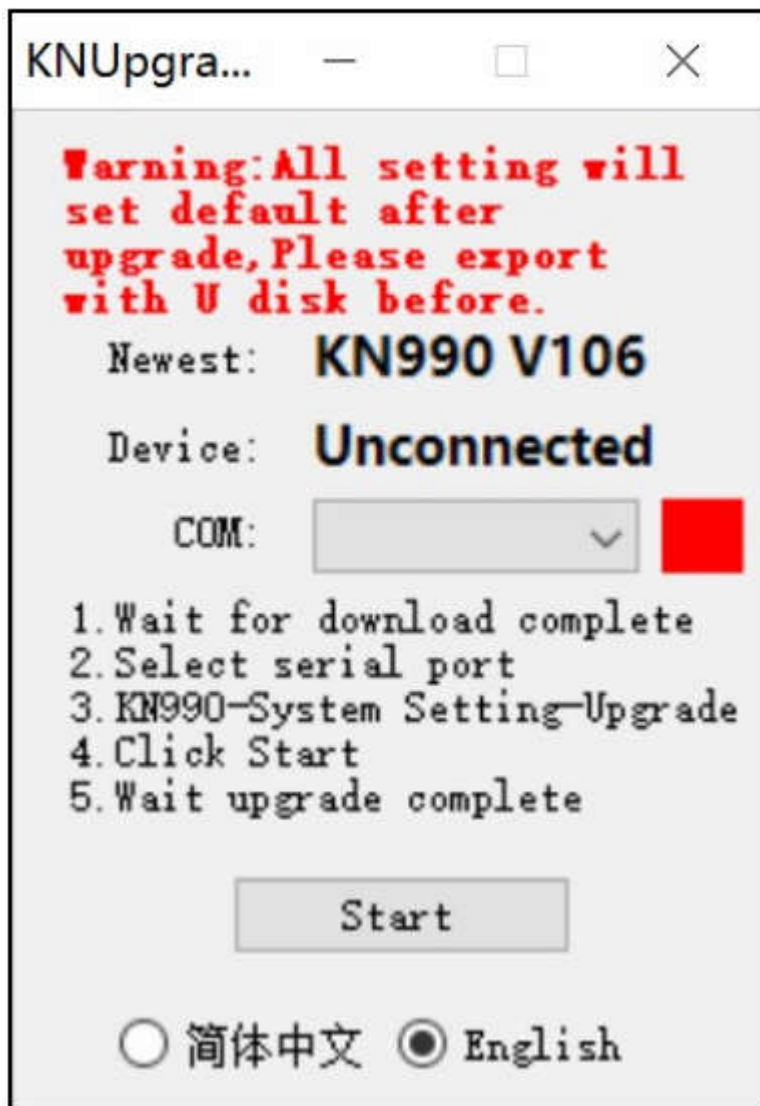 KNUpgra...
Warning:All setting will
set default after
upgrade,Please export
with U disk before.
Newest: KN990 V106
Device: Unconnected
COM:
1.Wait for download complete
2.Select serial port
3.KN990-System Setting-Upgrade
4.Click Start
5.Wait upgrade complete
Start
简体中文 English